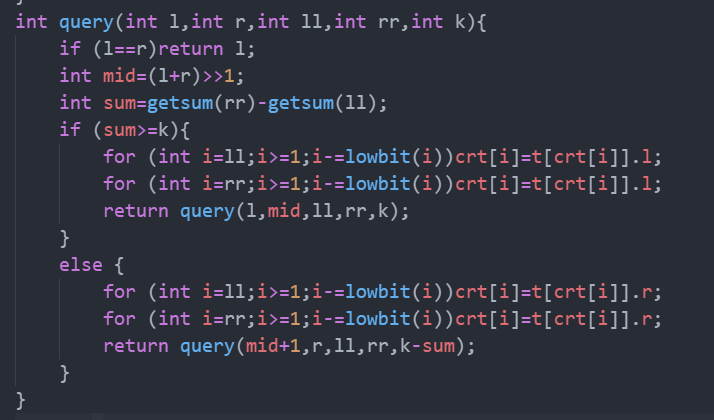 }
int query(int l,int r,int ll,int rr,int k){
    if (l==r)return l;
    int mid=(l+r)>>1;
    int sum=getsum(rr)-getsum(ll);
    if (sum>=k){
        for (int i=ll;i>=1;i-=lowbit(i))crt[i]=t[crt[i]].l;
        for (int i=rr;i>=1;i-=lowbit(i))crt[i]=t[crt[i]].l;
        return query(l,mid,ll,rr,k);
    }
    else {
        for (int i=ll;i>=1;i-=lowbit(i))crt[i]=t[crt[i]].r;
        for (int i=rr;i>=1;i-=lowbit(i))crt[i]=t[crt[i]].r;
        return query(mid+1,r,ll,rr,k-sum);
    }
}